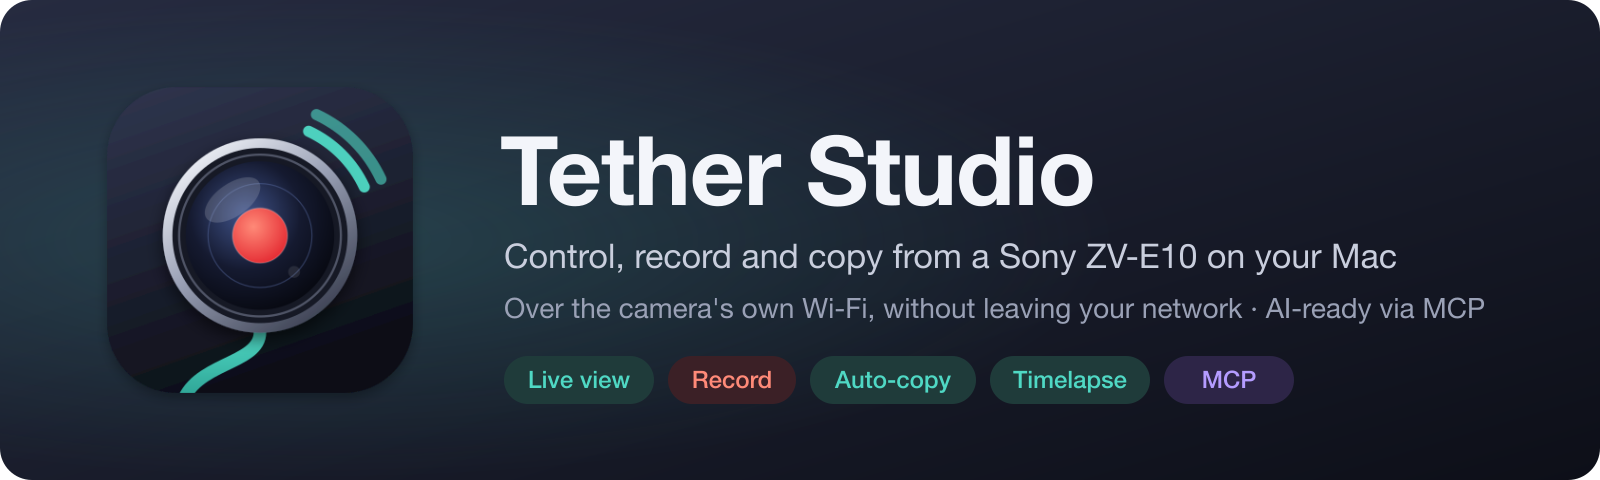 Tether Studio
Control, record and copy from a Sony ZV-E10 on your Mac
Over the camera's own Wi-Fi, without leaving your network · AI-ready via MCP
Live view Record Auto-copy Timelapse MCP